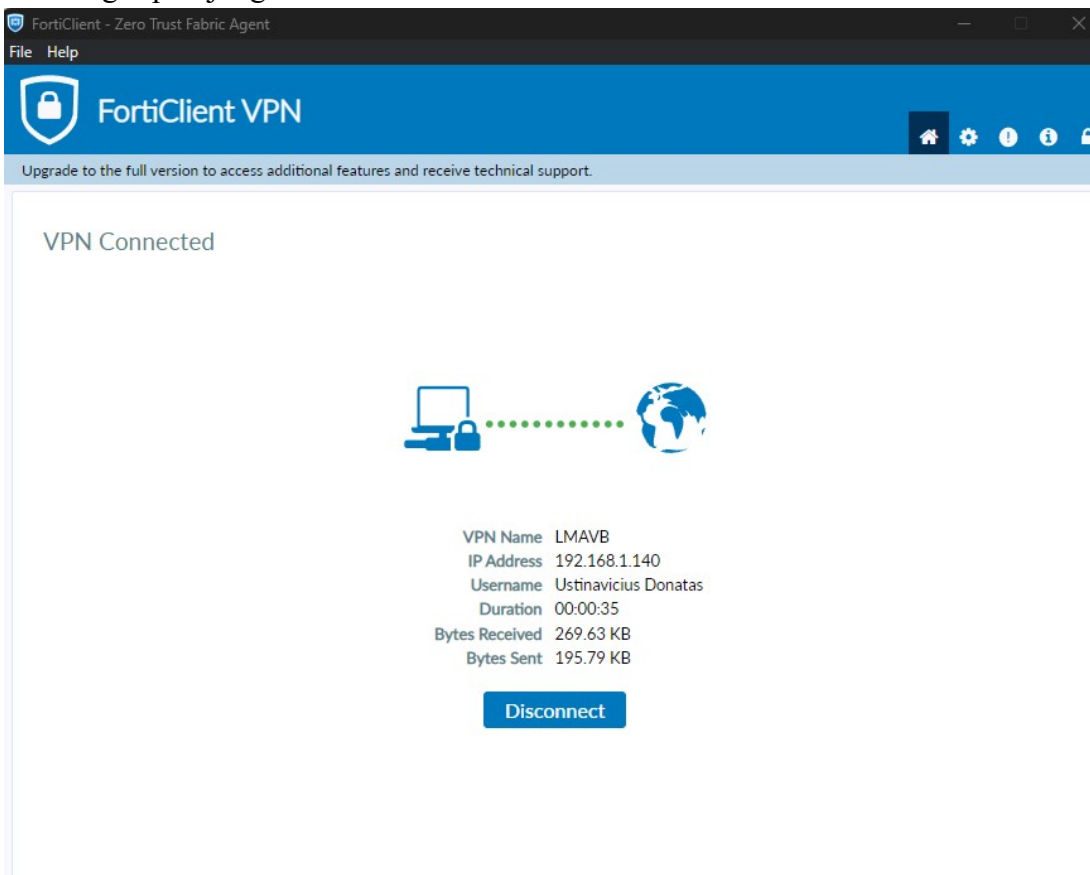 FortiClient - Zero Trust Fabric Agent
File Help
FortiClient VPN
Upgrade to the full version to access additional features and receive technical support.
VPN Connected
VPN Name LMAVB
IP Address 192.168.1.140
Username Ustinavicius Donatas
Duration 00:00:35
Bytes Received 269.63 KB
Bytes Sent 195.79 KB
Disconnect